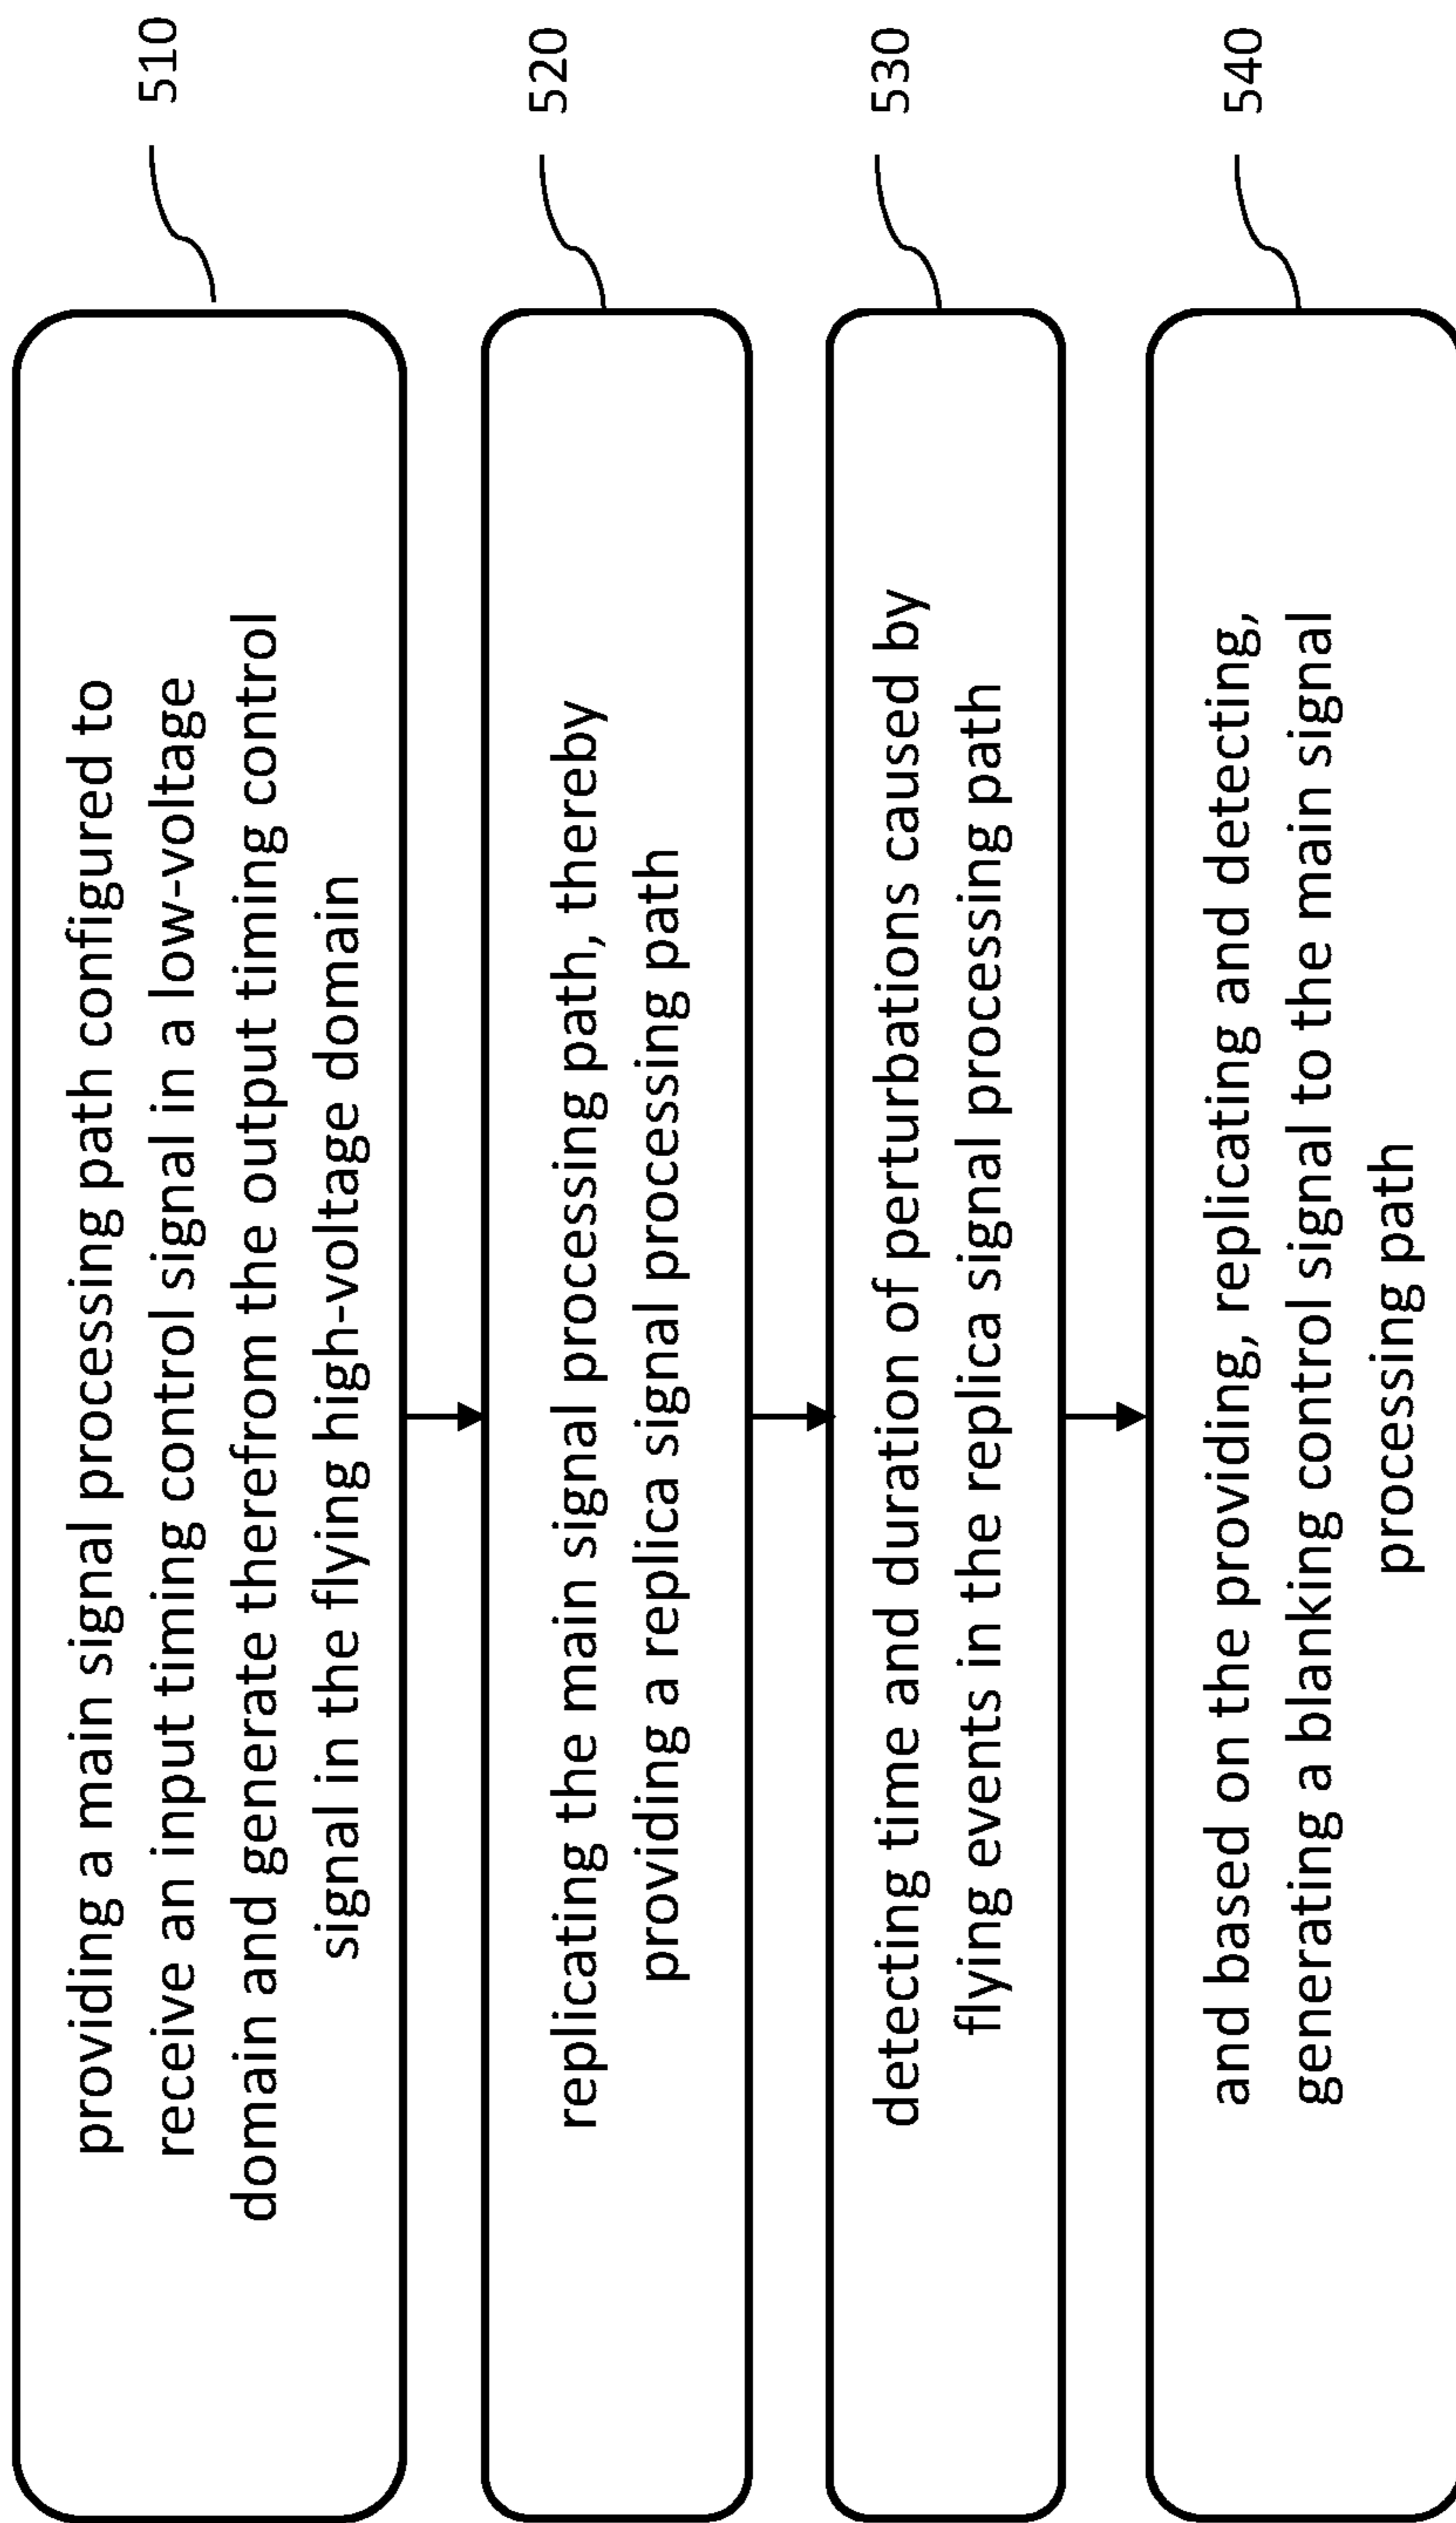 providing a main signal processing path configured to
receive an input timing control signal in a low-voltage
domain and generate therefrom the output timing control
signal in the flying high-voltage domain
510
replicating the main signal processing path, thereby
providing a replica signal processing path
520
detecting time and duration of perturbations caused by
flying events in the replica signal processing path
530
and based on the providing, replicating and detecting,
generating a blanking control signal to the main signal
processing path
540